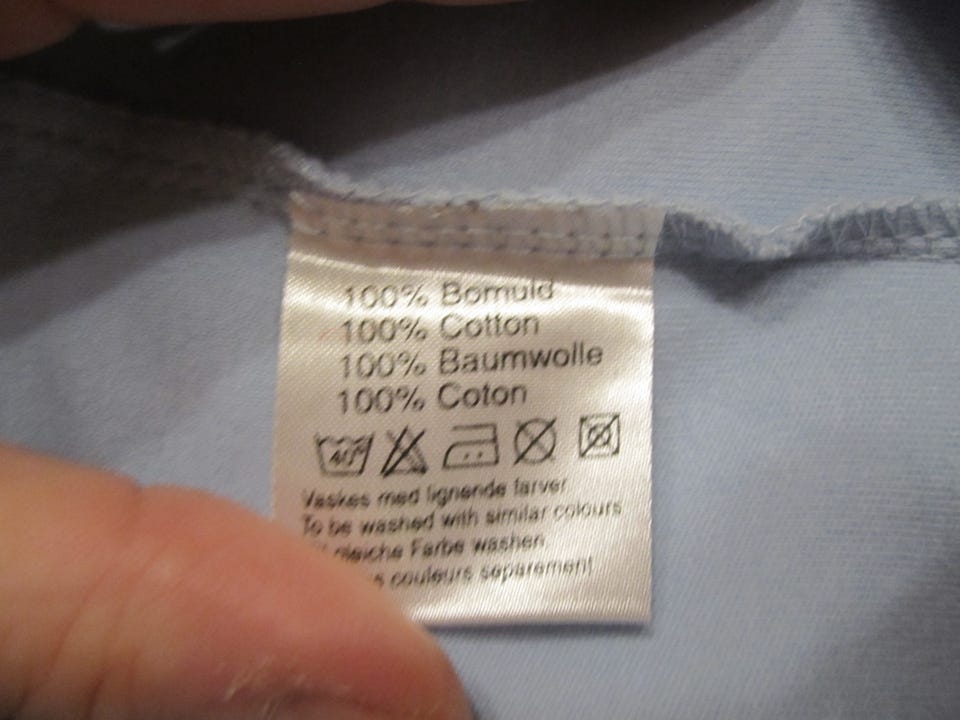 100% Bomuld
100% Cotton
100% Baumwolle
100% Coton
40°
Vaskes med lignende farver
To be washed with similar colours
gleiche Farbe washen
couleurs separement